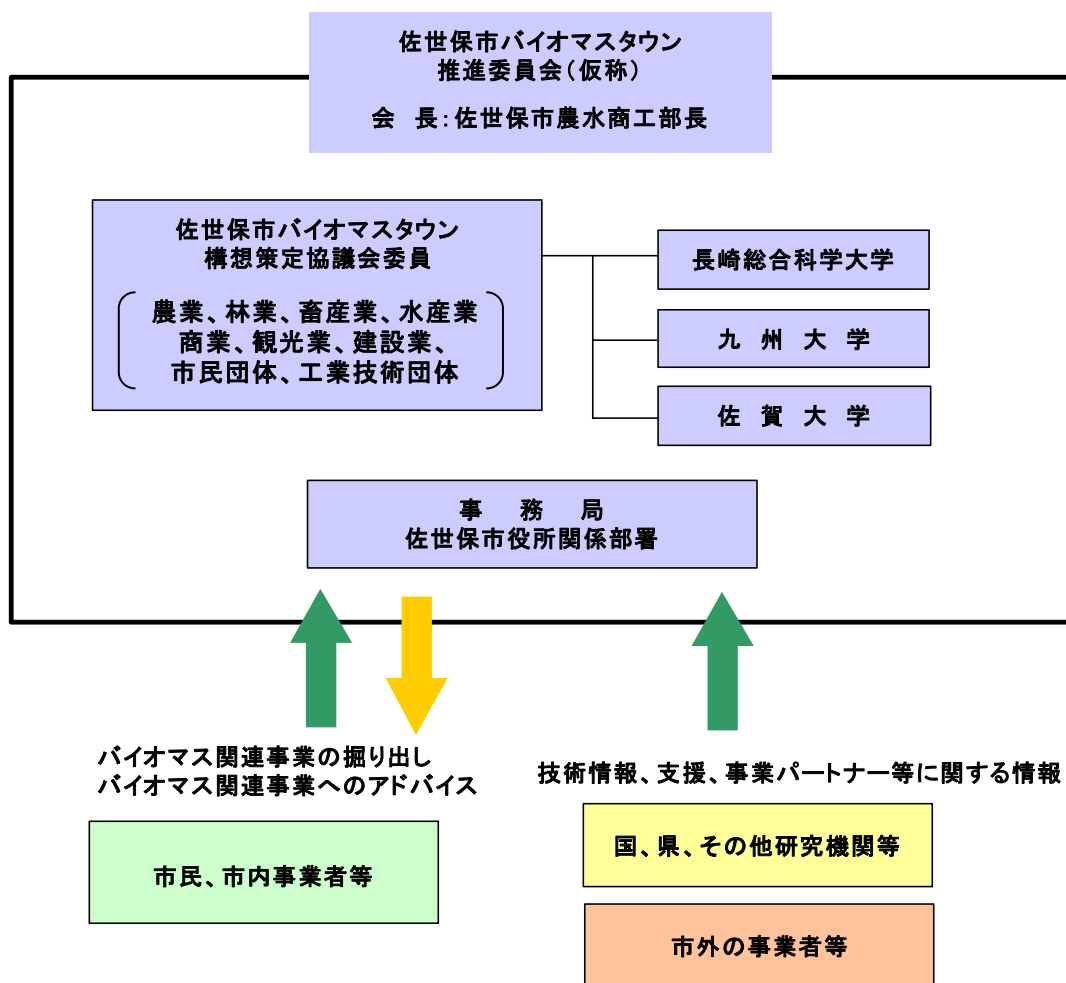 佐世保市バイオマスタウン
推進委員会(仮称)
会　長:佐世保市農水商工部長
佐世保市バイオマスタウン
構想策定協議会委員
農業、林業、畜産業、水産業
商業、観光業、建設業、
市民団体、工業技術団体
長崎総合科学大学
九　州　大　学
佐　賀　大　学
事　務　局
佐世保市役所関係部署
バイオマス関連事業の掘り出し
バイオマス関連事業へのアドバイス
技術情報、支援、事業パートナー等に関する情報
市民、市内事業者等
国、県、その他研究機関等
市外の事業者等